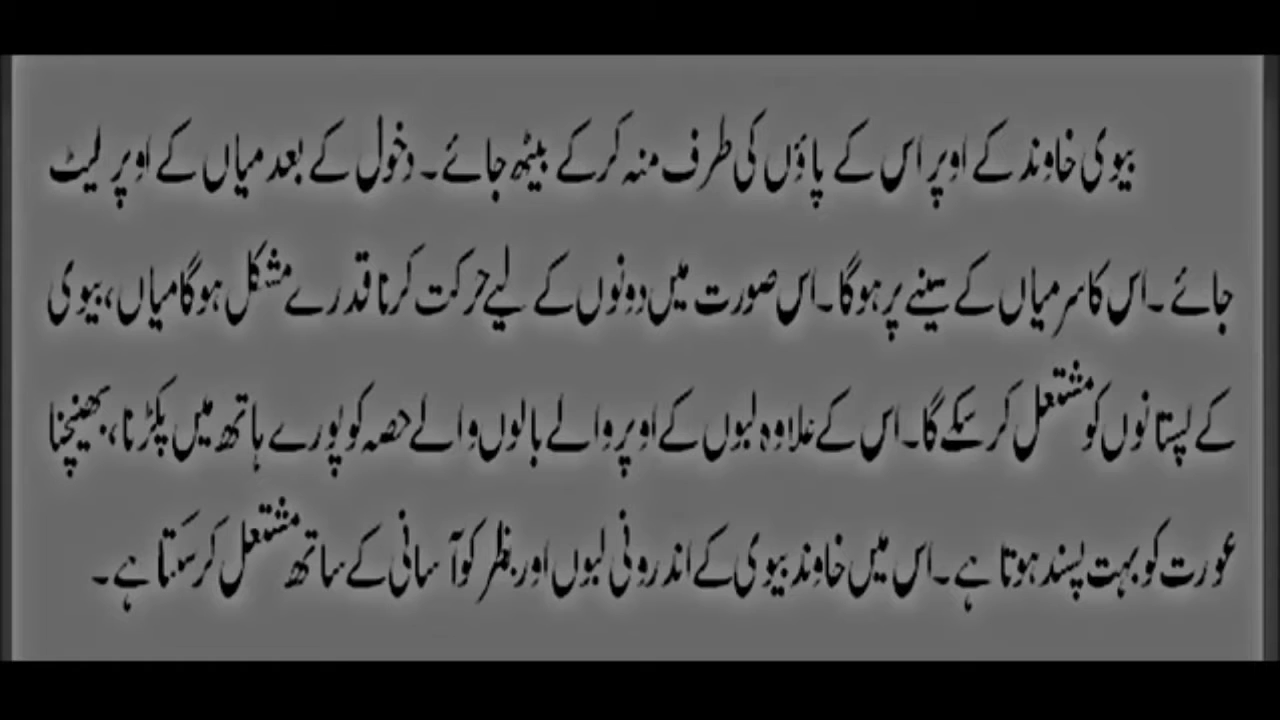 بیوی خاوند کے اوپر اس کے پاؤں کی طرف منہ کر کے بیٹھ جائے۔ دخول کے بعد میاں کے اوپر لیٹ
جائے۔ اس کا سر میاں کے سینے پر ہوگا۔ اس صورت میں دونوں کے لیے حرکت کرنا قدرے مشکل ہوگا میاں، بیوی
کے پستانوں کو مشتعل کر سکے گا۔ اس کے علاوہ لبوں کے اوپر والے بالوں والے حصہ کو پورے ہاتھ میں پکڑنا، بھینچنا
عورت کو بہت پسند ہوتا ہے۔ اس میں خاوند بیوی کے اندرونی لبوں اور بظر کو آسانی کے ساتھ مشتعل کر سکتا ہے۔